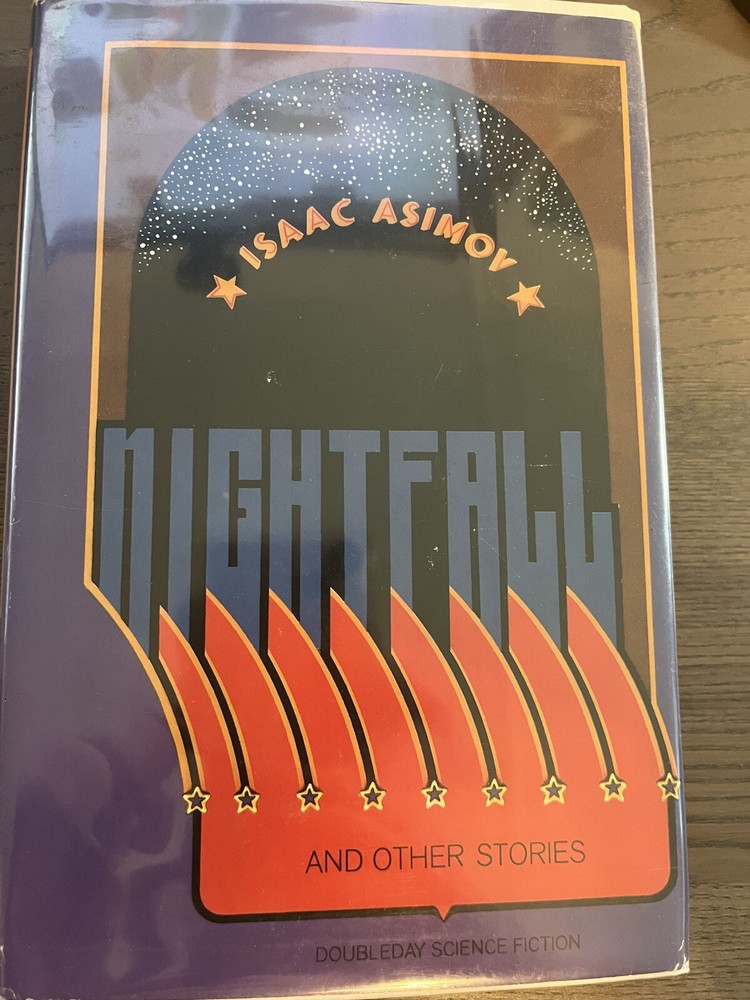 ISAAC ASIMOV
NIGHTFALL
AND OTHER STORIES
DOUBLEDAY SCIENCE FICTION